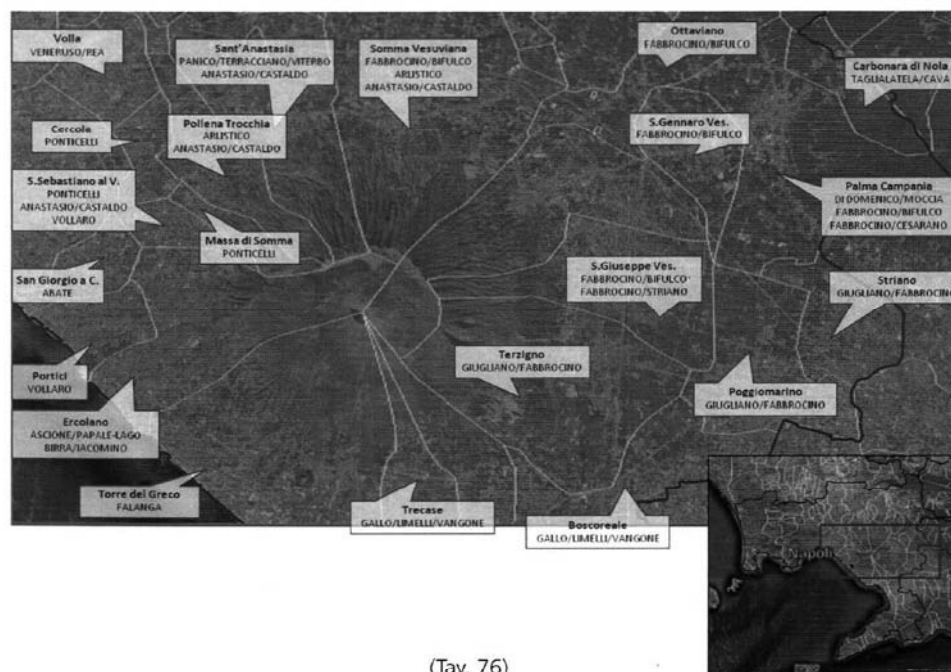 Volla
VENERUSO/REA
Sant'Anastasia
PANICO/TERRACCIANO/VITERBO
ANASTASIO/CASTALDO
Somma Vesuviana
FABBROCINO/BIFULCO
ARLISTICO
ANASTASIO/CASTALDO
Ottaviano
FABBROCINO/BIFULCO
Carbonara di Nola
TAGLIALATELA/CAVA
Cercola
PONTICELLI
Pollena Trocchia
ARLISTICO
ANASTASIO/CASTALDO
S.Gennaro Ves.
FABBROCINO/BIFULCO
S.Sebastiano al V.
PONTICELLI
ANASTASIO/CASTALDO
VOLLARO
Massa di Somma
PONTICELLI
Palma Campania
DI DOMENICO/MOCCIA
FABBROCINO/BIFULCO
FABBROCINO/CESARANO
San Giorgio a C.
ABATE
S.Giuseppe Ves.
FABBROCINO/BIFULCO
FABBROCINO/STRIANO
Striano
GIUGLIANO/FABBROCINO
Portici
VOLLARO
Terzigno
GIUGLIANO/FABBROCINO
Poggiomarino
GIUGLIANO/FABBROCINO
Ercolano
ASCIONE/PAPALE-LAGO
BIRRA/IACOMINO
Torre del Greco
FALANGA
Trecase
GALLO/LIMELLI/VANGONE
Boscoreale
GALLO/LIMELLI/VANGONE
Napoli
(Tav. 76)